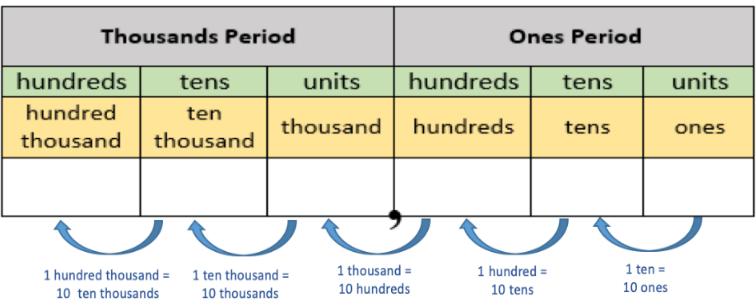 Thousands Period Ones Period
hundreds tens units hundreds tens units
hundred thousand ten thousand thousand hundreds tens ones
,
1 hundred thousand = 1 ten thousand = 1 thousand = 1 hundred = 1 ten =
10 ten thousands 10 thousands 10 hundreds 10 tens 10 ones